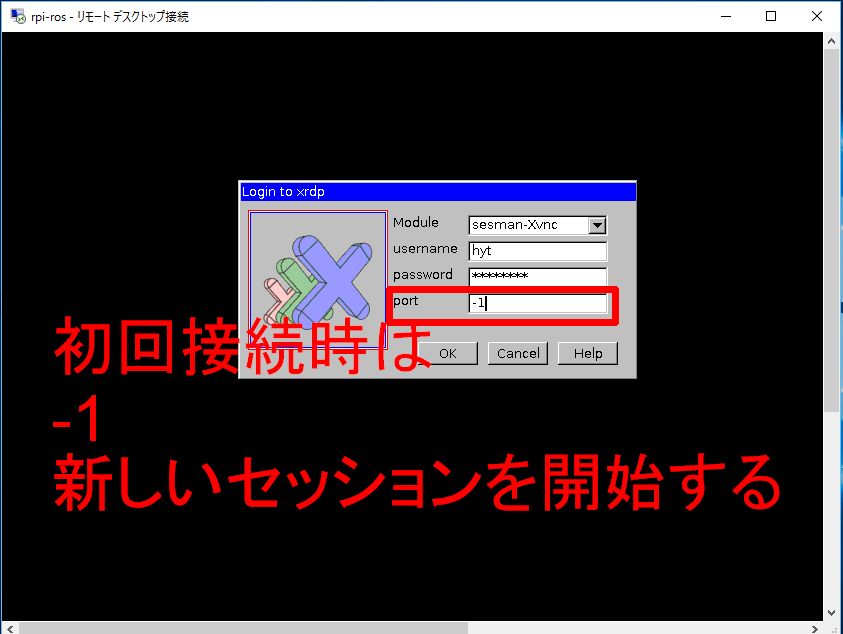 rpi-ros - リモート デスクトップ接続
Login to xrdp
Module sesman-Xvnc
username hyt
password ********
port -1
OK Cancel Help
初回接続時は
-1
新しいセッションを開始する